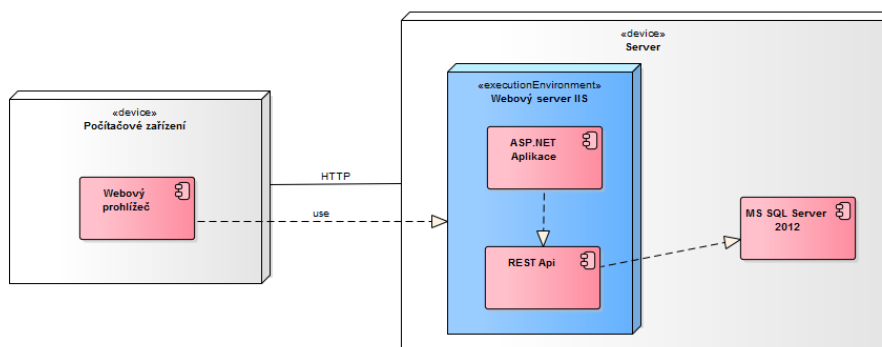 «device»
Server
«executionEnvironment»
Webový server IIS
«device»
Počítačové zařízení
ASP.NET
Aplikace
Webový
prohlížeč
HTTP
use
MS SQL Server
2012
REST Api